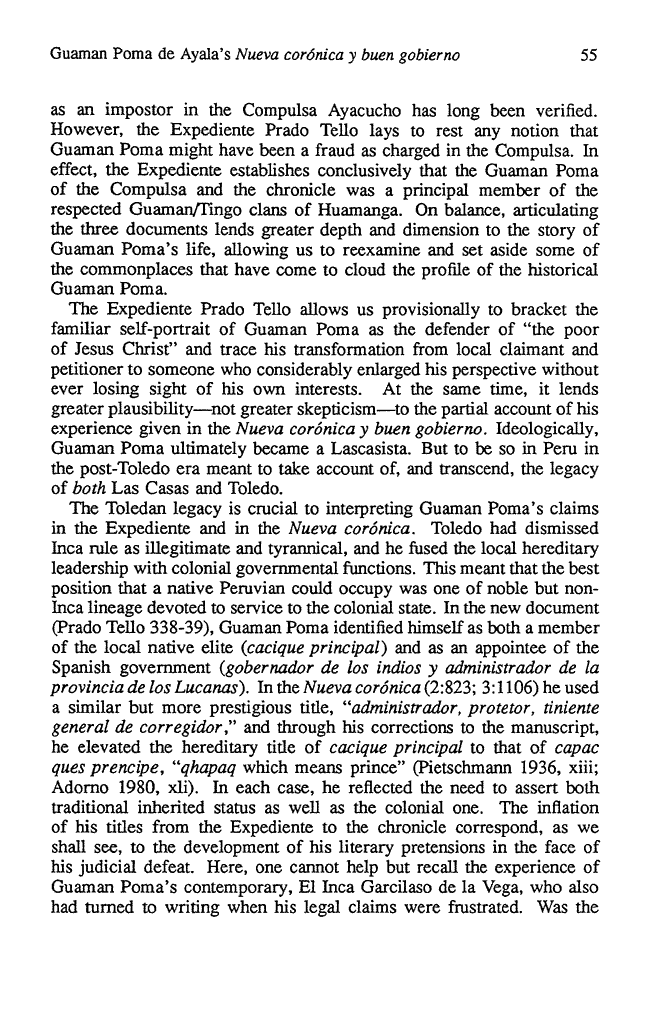 Guaman Poma de Ayala's Nueva corónica y buen gobierno 55
as an impostor in the Compulsa Ayacucho has long been verified.
However, the Expediente Prado Tello lays to rest any notion that
Guaman Poma might have been a fraud as charged in the Compulsa. In
effect, the Expediente establishes conclusively that the Guaman Poma
of the Compulsa and the chronicle was a principal member of the
respected Guaman/Tingo clans of Huamanga. On balance, articulating
the three documents lends greater depth and dimension to the story of
Guaman Poma's life, allowing us to reexamine and set aside some of
the commonplaces that have come to cloud the profile of the historical
Guaman Poma.
The Expediente Prado Tello allows us provisionally to bracket the
familiar self-portrait of Guaman Poma as the defender of "the poor
of Jesus Christ" and trace his transformation from local claimant and
petitioner to someone who considerably enlarged his perspective without
ever losing sight of his own interests. At the same time, it lends
greater plausibility—not greater skepticism—to the partial account of his
experience given in the Nueva corónica y buen gobierno. Ideologically,
Guaman Poma ultimately became a Lascasista. But to be so in Peru in
the post-Toledo era meant to take account of, and transcend, the legacy
of both Las Casas and Toledo.
The Toledan legacy is crucial to interpreting Guaman Poma's claims
in the Expediente and in the Nueva corónica. Toledo had dismissed
Inca rule as illegitimate and tyrannical, and he fused the local hereditary
leadership with colonial governmental functions. This meant that the best
position that a native Peruvian could occupy was one of noble but non-
Inca lineage devoted to service to the colonial state. In the new document
(Prado Tello 338-39), Guaman Poma identified himself as both a member
of the local native elite (cacique principal) and as an appointee of the
Spanish government (gobernador de los indios y administrador de la
provincia de los Lucanas). In the Nueva corónica (2:823; 3:1106) he used
a similar but more prestigious title, "administrador, protetor, tiniente
general de corregidor," and through his corrections to the manuscript,
he elevated the hereditary title of cacique principal to that of capac
ques prencipe, "qhapaq which means prince" (Pietschmann 1936, xiii;
Adorno 1980, xli). In each case, he reflected the need to assert both
traditional inherited status as well as the colonial one. The inflation
of his titles from the Expediente to the chronicle correspond, as we
shall see, to the development of his literary pretensions in the face of
his judicial defeat. Here, one cannot help but recall the experience of
Guaman Poma's contemporary, El Inca Garcilaso de la Vega, who also
had turned to writing when his legal claims were frustrated. Was the